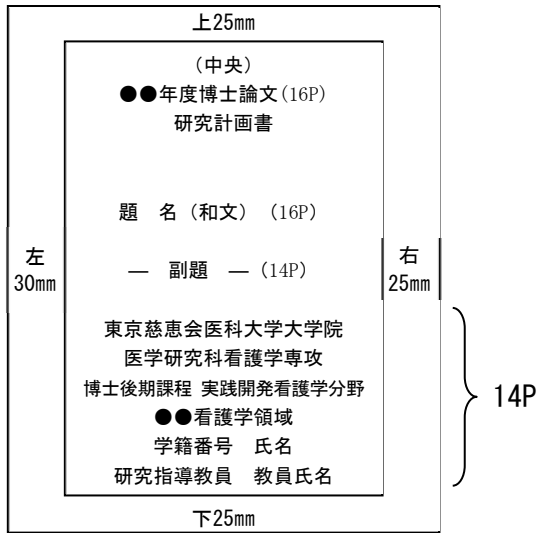 上25mm
（中央）
●●年度博士論文(16P)
研究計画書
題　名（和文）（16P）
左
30mm
― 副題 ―（14P）
右
25mm
東京慈恵会医科大学大学院
医学研究科看護学専攻
博士後期課程 実践開発看護学分野
●●看護学領域
学籍番号　氏名
研究指導教員　教員氏名
14P
下25mm